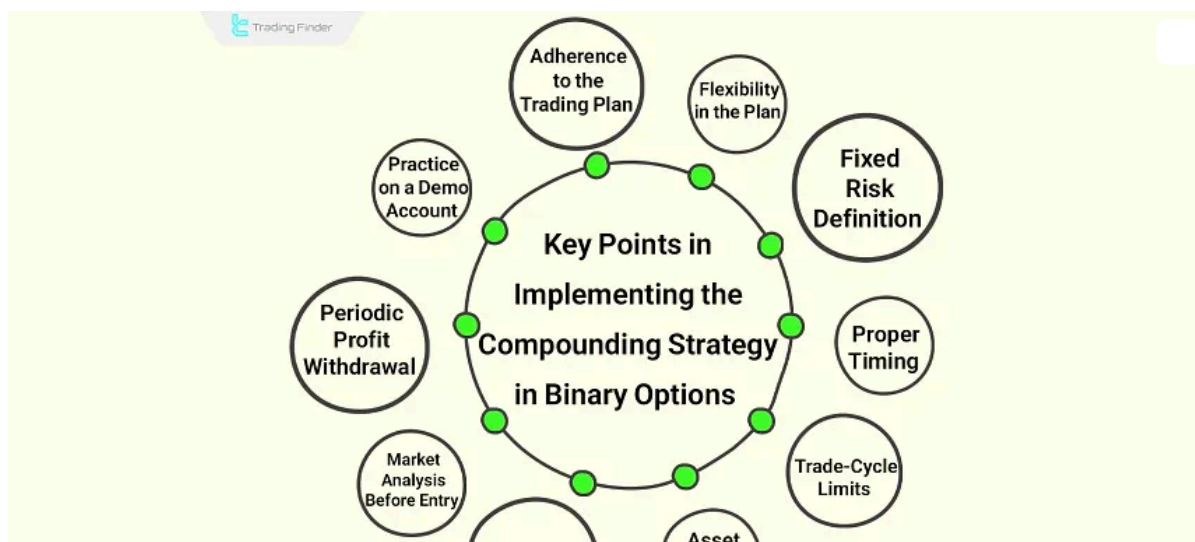 Trading Finder
Adherence
to the
Trading Plan
Flexibility
in the Plan
Fixed
Risk
Definition
Practice
on a Demo
Account
Key Points in
Implementing the
Compounding Strategy
in Binary Options
Periodic
Profit
Withdrawal
Proper
Timing
Market
Analysis
Before Entry
Trade-Cycle
Limits
Asset